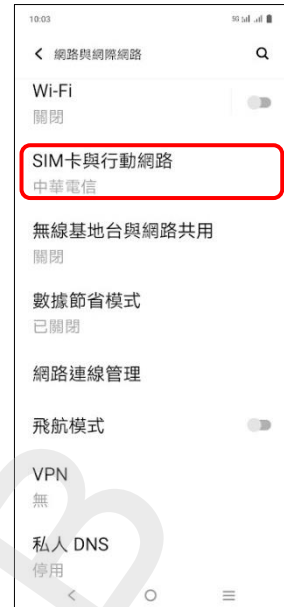 10:03
5G
網路與網際網路
Wi-Fi
關閉
SIM卡與行動網路
中華電信
無線基地台與網路共用
關閉
數據節省模式
已關閉
網路連線管理
飛航模式
VPN
無
私人 DNS
停用